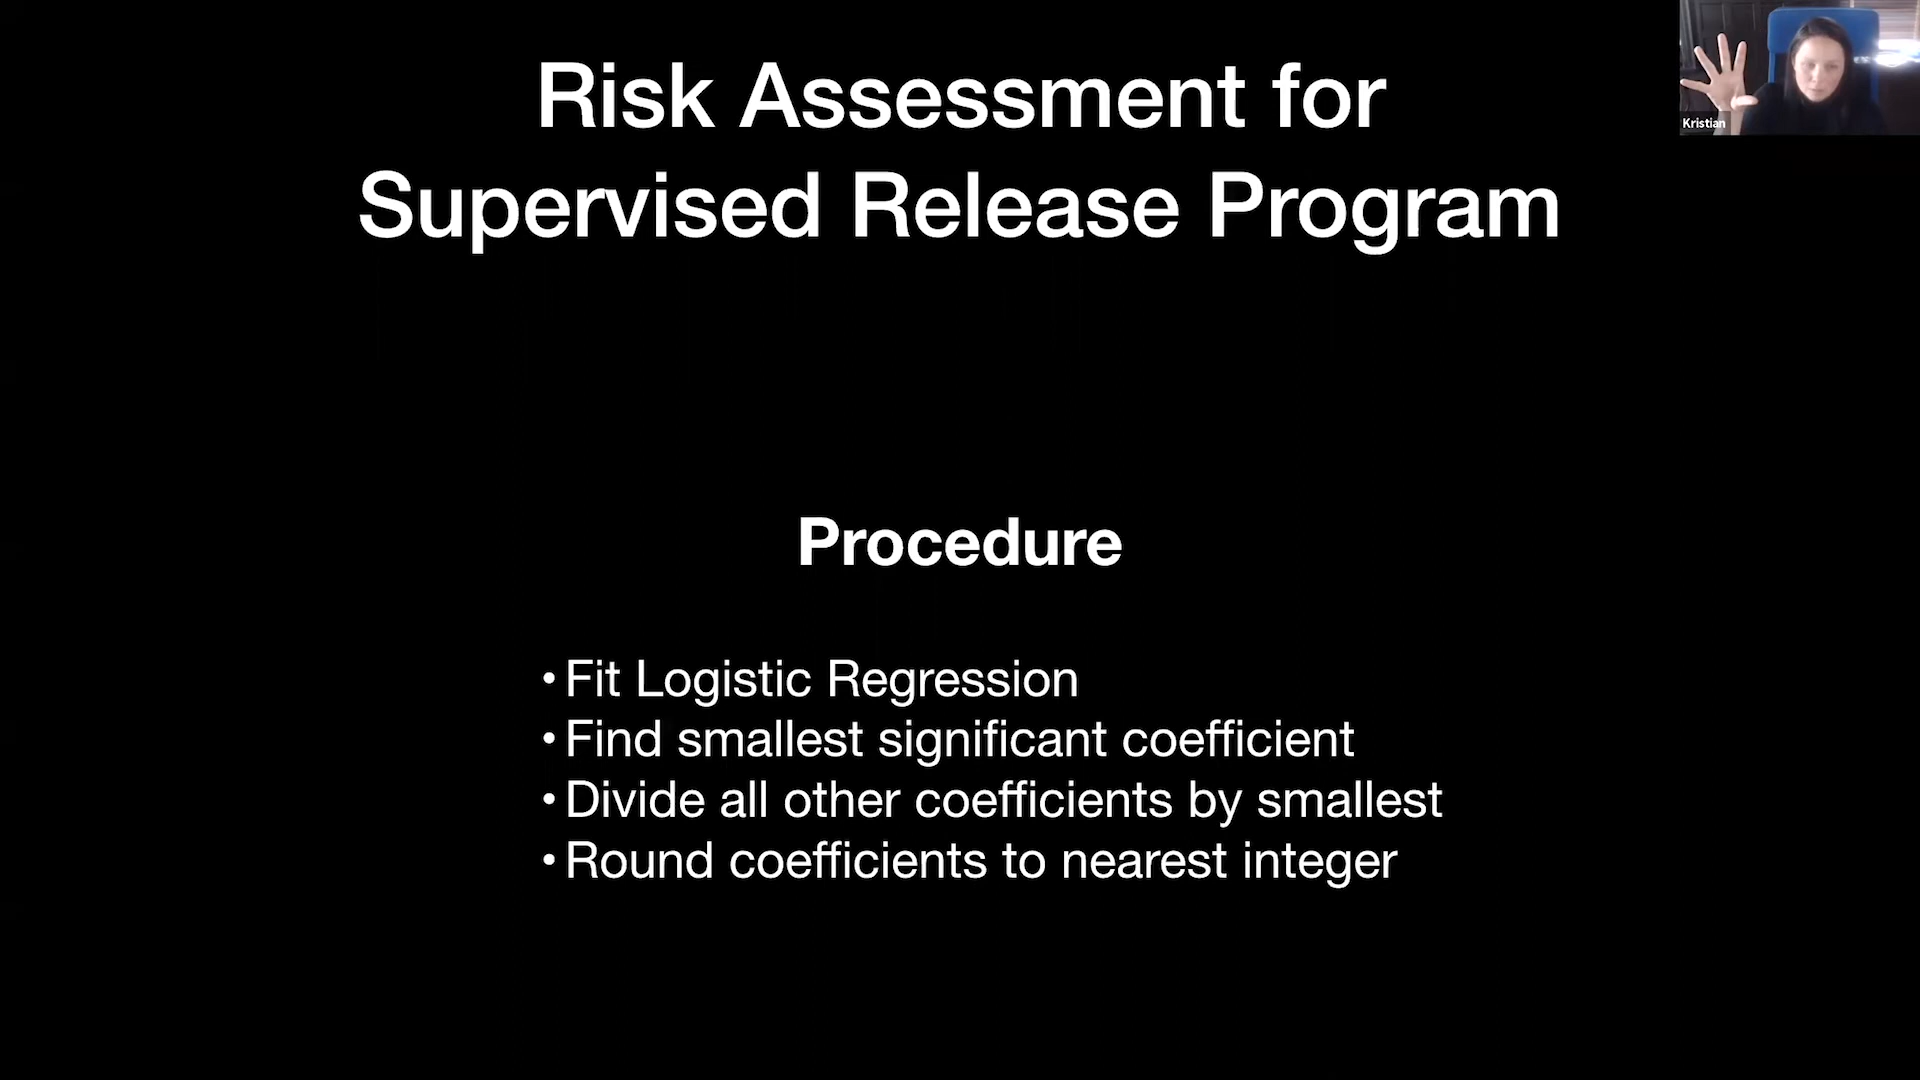 Risk Assessment for
Supervised Release Program
Kristian
Procedure
• Fit Logistic Regression
• Find smallest significant coefficient
• Divide all other coefficients by smallest
• Round coefficients to nearest integer